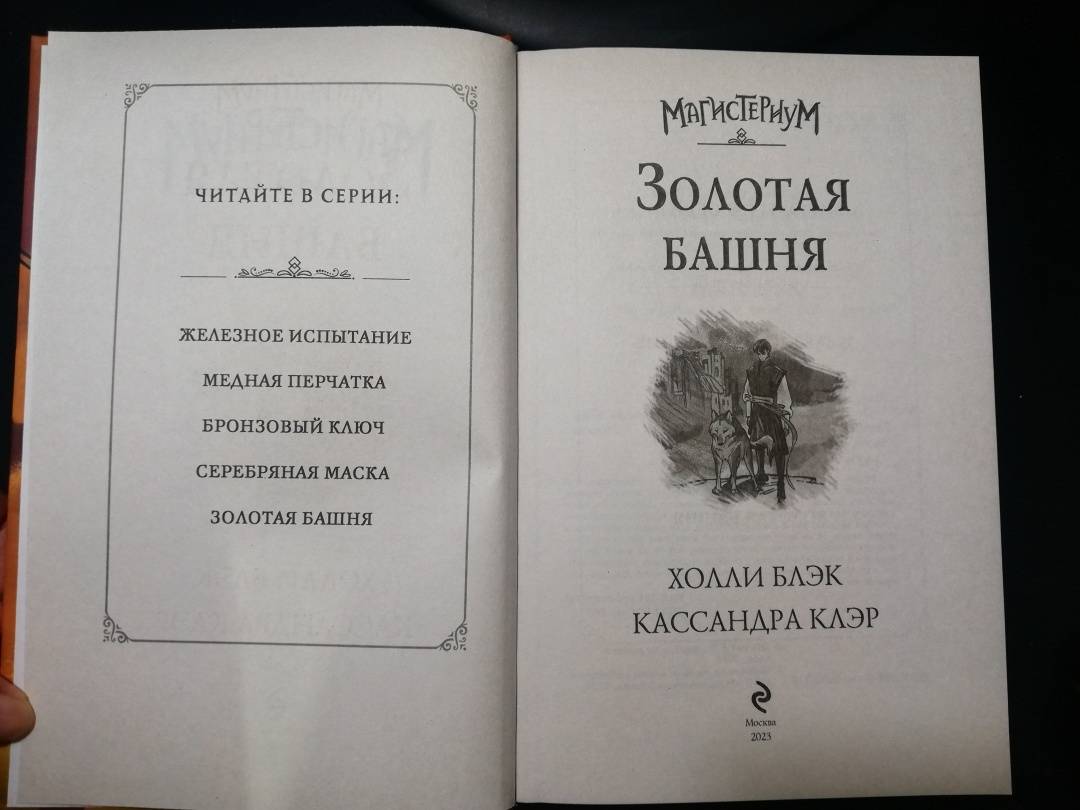 ЧИТАЙТЕ В СЕРИИ:
ЖЕЛЕЗНОЕ ИСПЫТАНИЕ
МЕДНАЯ ПЕРЧАТКА
БРОНЗОВЫЙ КЛЮЧ
СЕРЕБРЯНАЯ МАСКА
ЗОЛОТАЯ БАШНЯ
МАГИСТЕРИУМ
ЗОЛОТАЯ
БАШНЯ
ХОЛЛИ БЛЭК
КАССАНДРА КЛЭР
Москва
2023